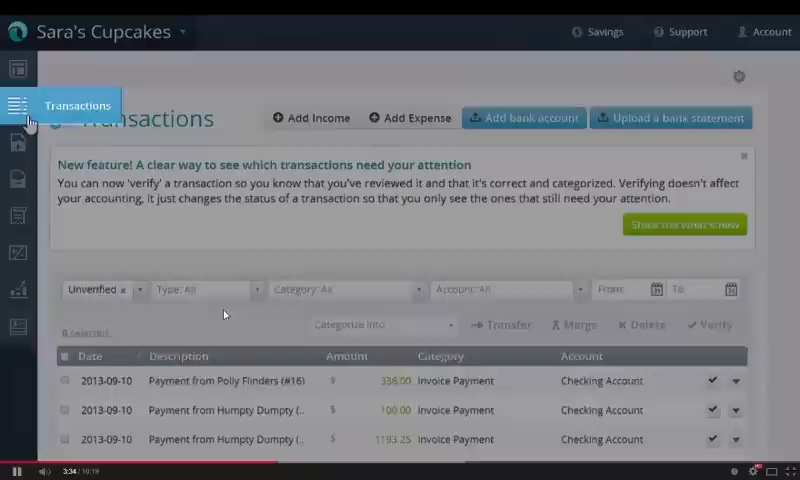 Sara's Cupcakes
Savings
Support
Account
Transactions
Transactions
Add Income
Add Expense
Add bank account
Upload a bank statement
New feature! A clear way to see which transactions need your attention
You can now 'verify' a transaction so you know that you've reviewed it and that it's correct and categorized. Verifying doesn't affect
your accounting, it just changes the status of a transaction so that you only see the ones that still need your attention.
Show me what's new
Unverified x
Type: All
Category: All
Account: All
From:
To:
0 selected
Categorize into
Transfer
Merge
Delete
Verify
Date Description Amount Category Account
2013-09-10 Payment from Polly Flinders (#16) $ 336.00 Invoice Payment Checking Account
2013-09-10 Payment from Humpty Dumpty (.. $ 100.00 Invoice Payment Checking Account
2013-09-10 Payment from Humpty Dumpty (.. $ 1193.25 Invoice Payment Checking Account
3:34 / 10:19